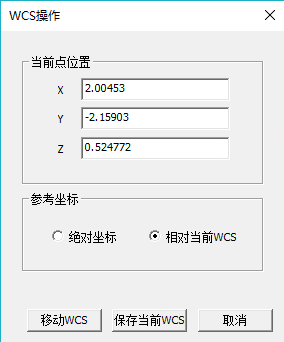 WCS操作
当前点位置
X 2.00453
Y -2.15903
Z 0.524772
参考坐标
绝对坐标 相对当前WCS
移动WCS 保存当前WCS 取消